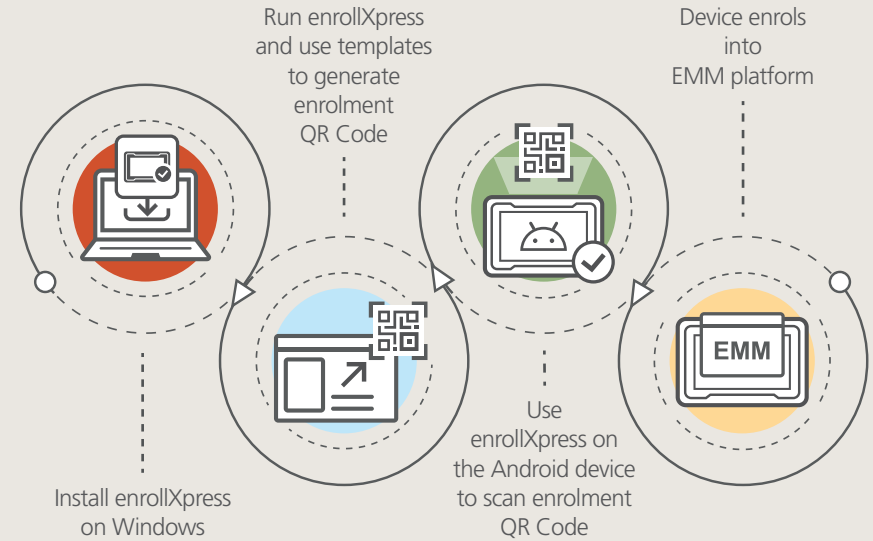 Install enrollXpress
on Windows
Run enrollXpress
and use templates
to generate
enrolment
QR Code
Use
enrollXpress on
the Android device
to scan enrolment
QR Code
Device enrols
into
EMM platform
EMM